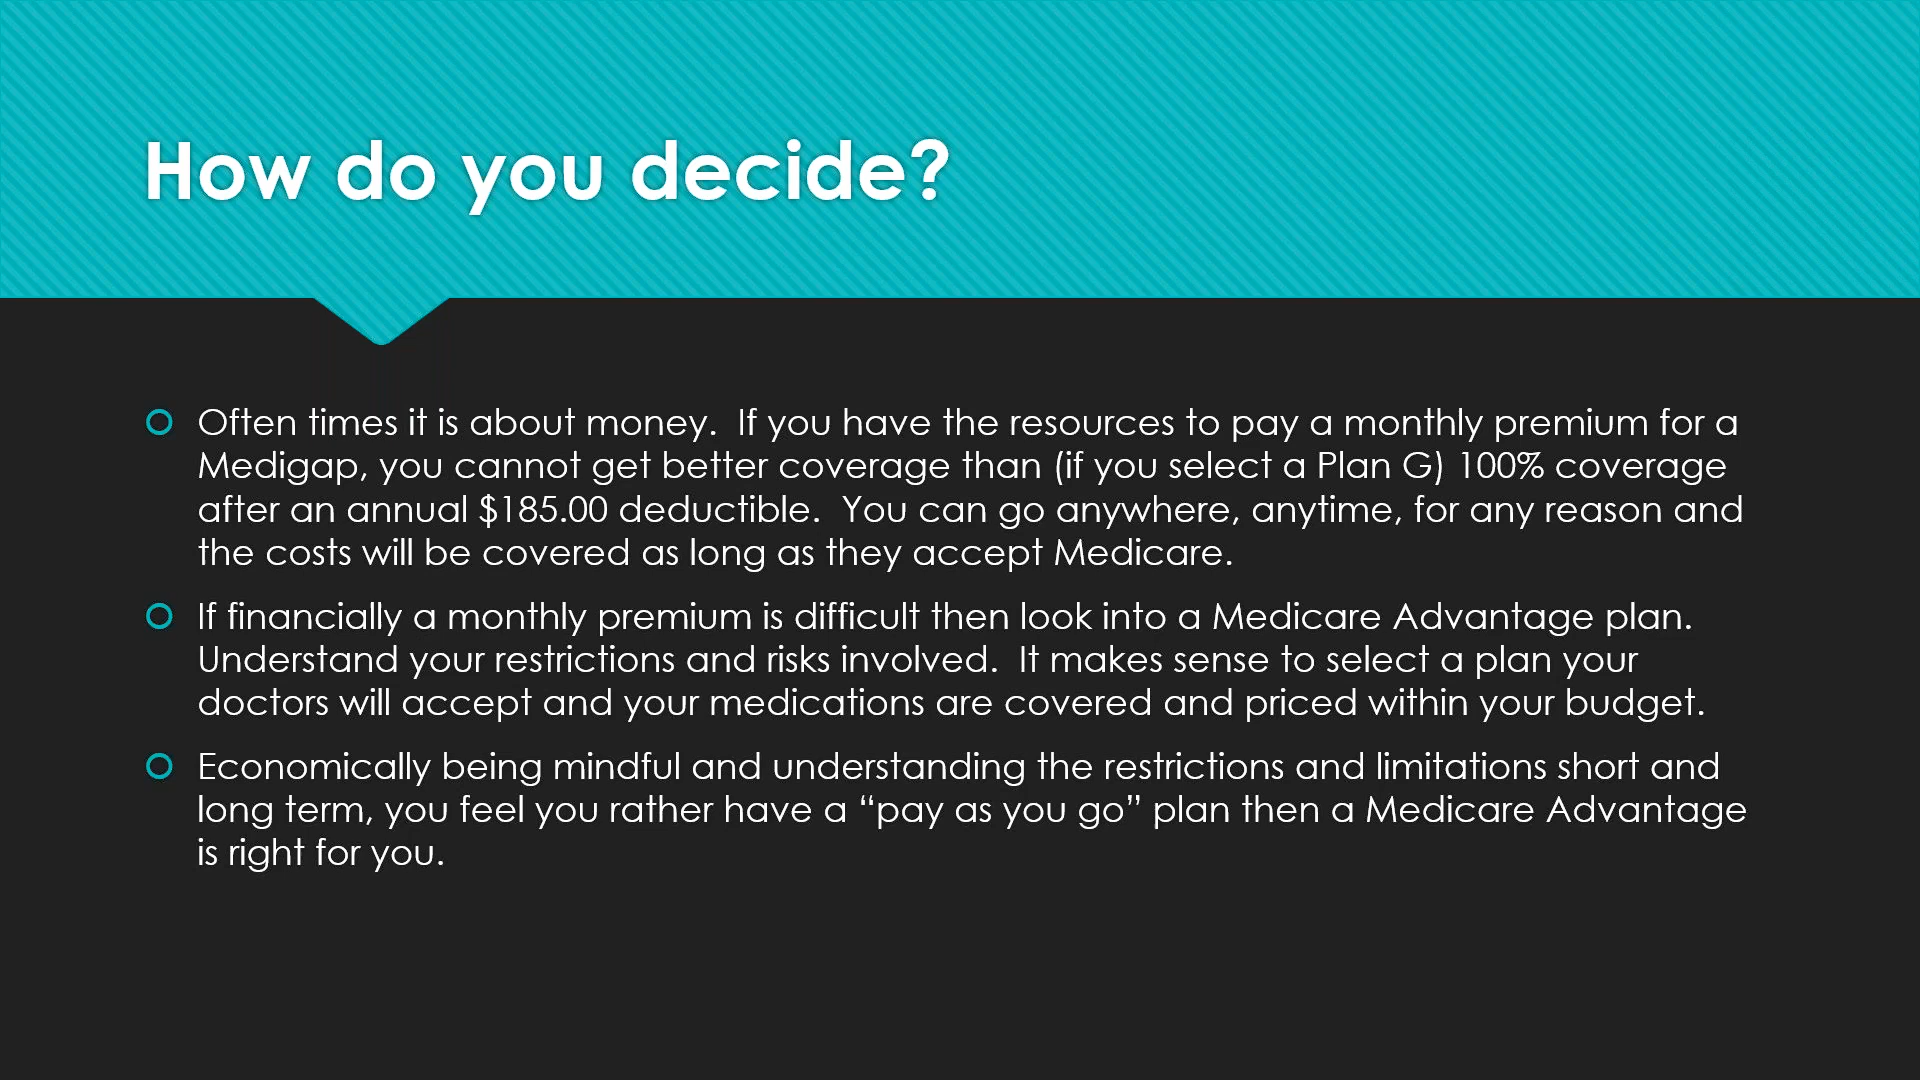 How do you decide?
Often times it is about money.  If you have the resources to pay a monthly premium for a
Medigap, you cannot get better coverage than (if you select a Plan G) 100% coverage
after an annual $185.00 deductible.  You can go anywhere, anytime, for any reason and
the costs will be covered as long as they accept Medicare.
If financially a monthly premium is difficult then look into a Medicare Advantage plan.
Understand your restrictions and risks involved.  It makes sense to select a plan your
doctors will accept and your medications are covered and priced within your budget.
Economically being mindful and understanding the restrictions and limitations short and
long term, you feel you rather have a “pay as you go” plan then a Medicare Advantage
is right for you.